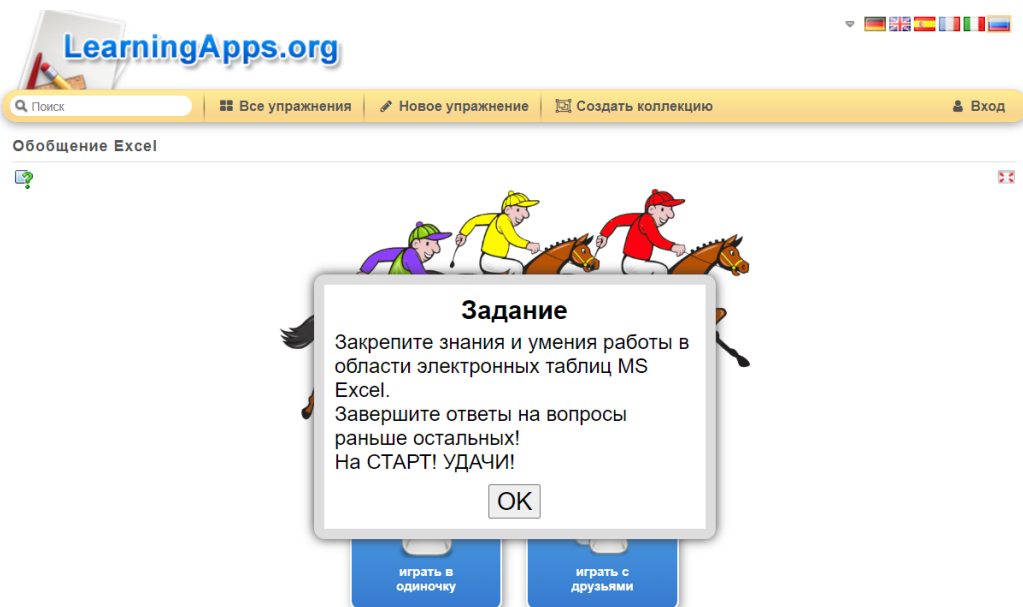 LearningApps.org
Поиск
Все упражнения
Новое упражнение
Создать коллекцию
Вход
Обобщение Excel
Задание
Закрепите знания и умения работы в
области электронных таблиц MS
Excel.
Завершите ответы на вопросы
раньше остальных!
На СТАРТ! УДАЧИ!
OK
играть в
одиночку
играть с
друзьями